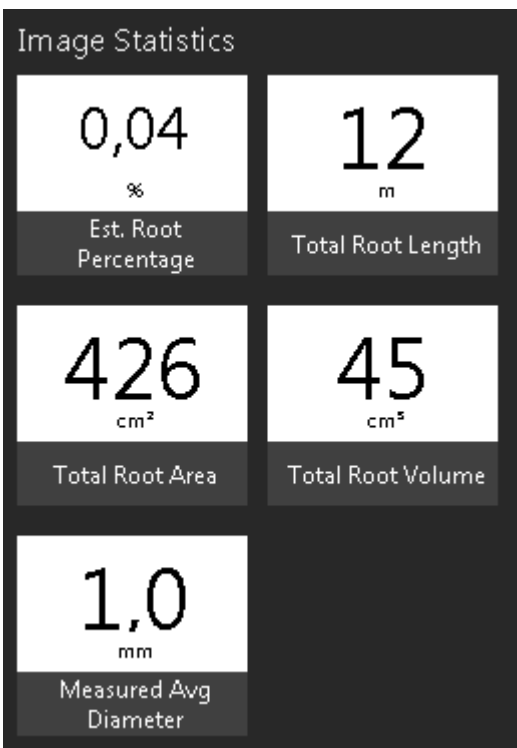 Image Statistics
0,04
%
Est. Root
Percentage
12
m
Total Root Length
426
cm²
Total Root Area
45
cm³
Total Root Volume
1,0
mm
Measured Avg
Diameter